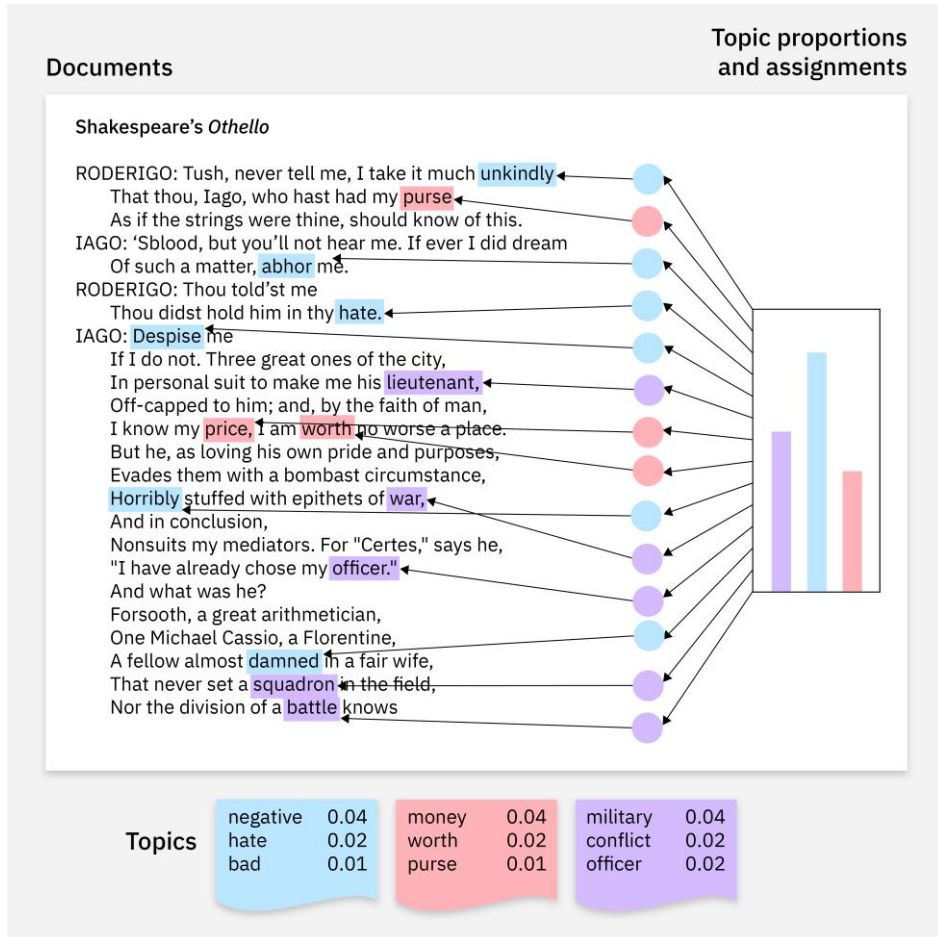 Documents
Topic proportions
and assignments
Shakespeare's Othello
RODERIGO: Tush, never tell me, I take it much unkindly
That thou, Iago, who hast had my purse
As if the strings were thine, should know of this.
IAGO: ‘Sblood, but you’ll not hear me. If ever I did dream
Of such a matter, abhor me.
RODERIGO: Thou told’st me
Thou didst hold him in thy hate.
IAGO: Despise me
If I do not. Three great ones of the city,
In personal suit to make me his lieutenant,
Off-capped to him; and, by the faith of man,
I know my price, I am worth no worse a place.
But he, as loving his own pride and purposes,
Evades them with a bombast circumstance,
Horribly stuffed with epithets of war,
And in conclusion,
Nonsuits my mediators. For "Certes," says he,
"I have already chose my officer."
And what was he?
Forsooth, a great arithmetician,
One Michael Cassio, a Florentine,
A fellow almost damned in a fair wife,
That never set a squadron in the field,
Nor the division of a battle knows
Topics
negative 0.04
hate 0.02
bad 0.01
money 0.04
worth 0.02
purse 0.01
military 0.04
conflict 0.02
officer 0.02